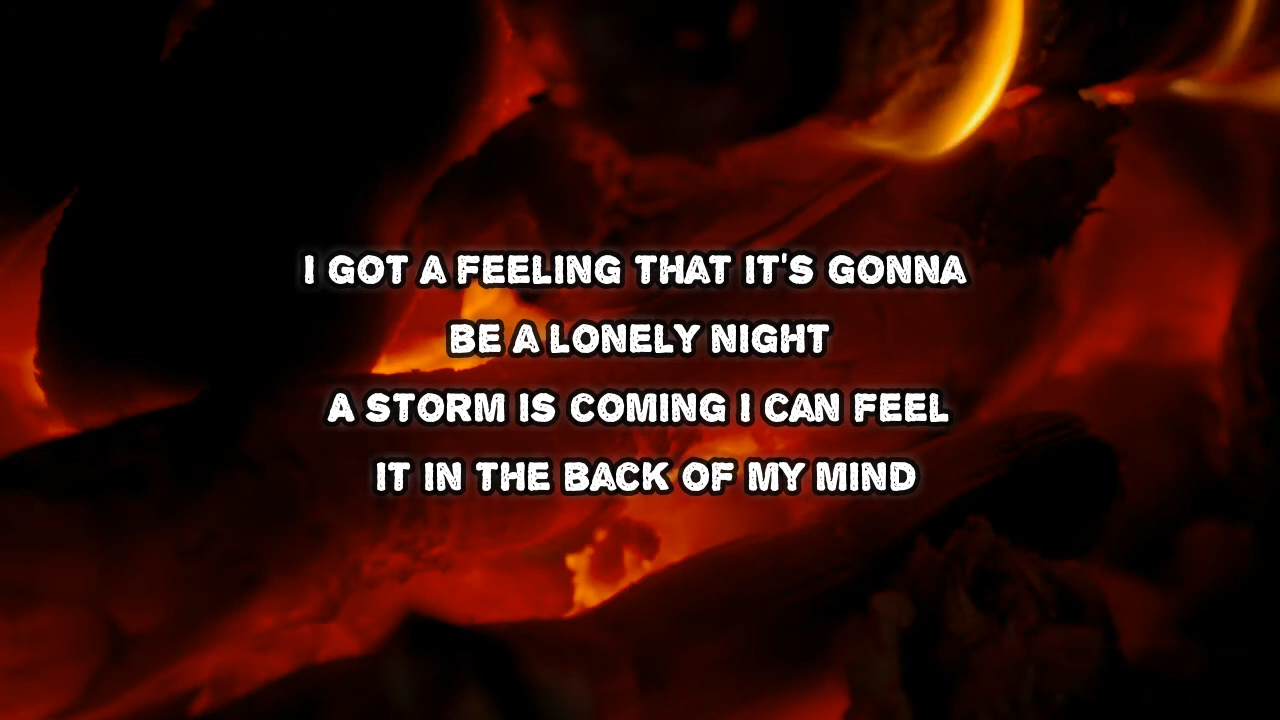 I GOT A FEELING THAT IT'S GONNA
BE A LONELY NIGHT
A STORM IS COMING I CAN FEEL
IT IN THE BACK OF MY MIND